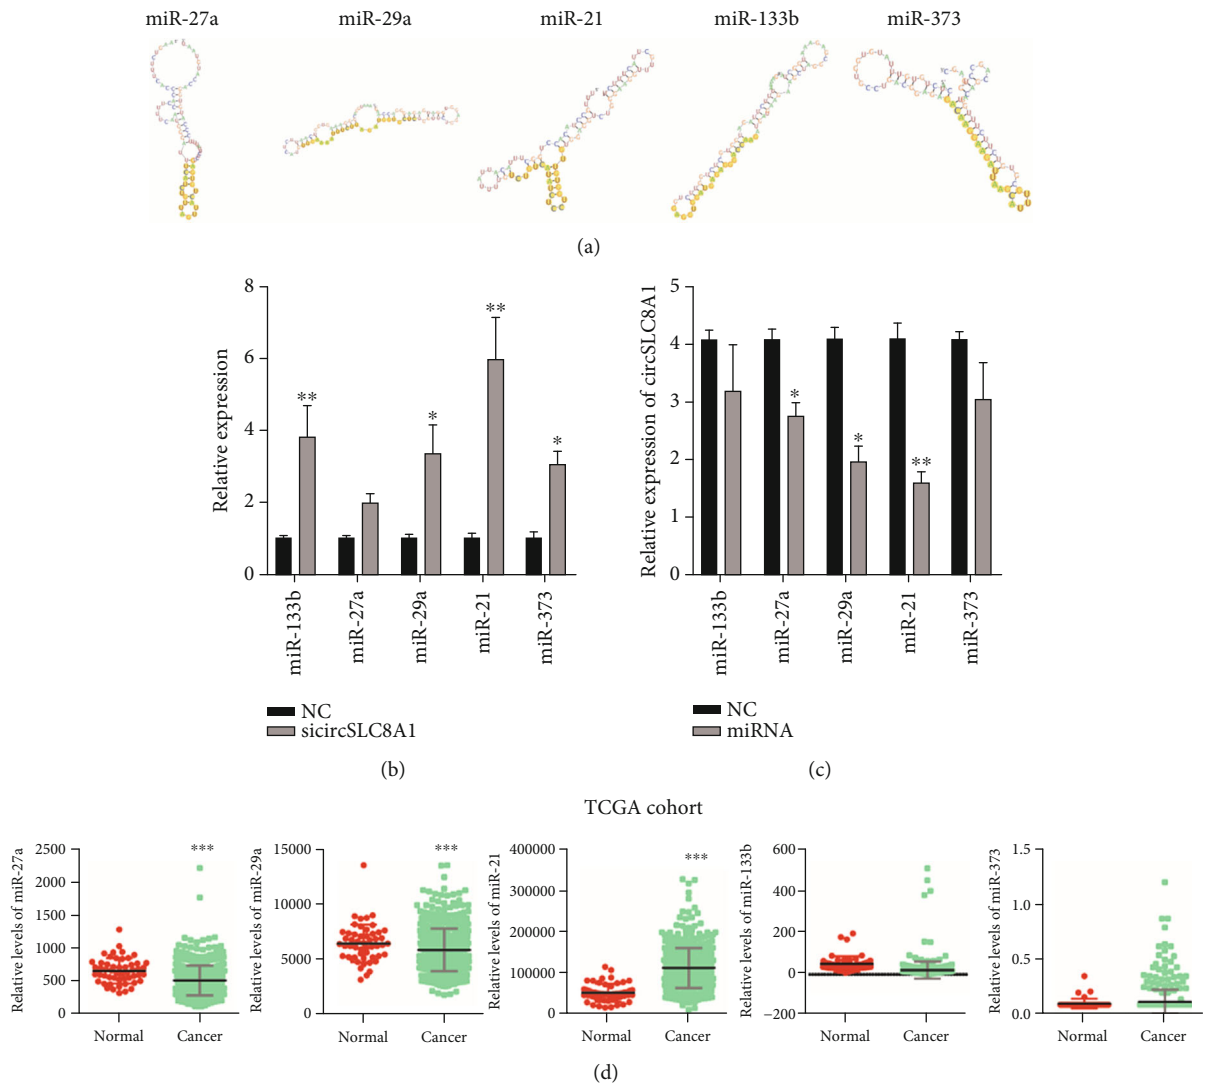 miR-27a miR-29a miR-21 miR-133b miR-373
(a)
Relative expression
8
6
4
2
0
** * ** *
miR-133b
miR-27a
miR-29a
miR-21
miR-373
NC
sicircSLC8A1
(b)
Relative expression of circSLC8A1
5
4
3
2
1
0
* * **
miR-133b
miR-27a
miR-29a
miR-21
miR-373
NC
miRNA
(c)
TCGA cohort
Relative levels of miR-27a
2500
2000
1500
1000
500
0
***
Normal Cancer
Relative levels of miR-29a
15000
10000
5000
0
***
Normal Cancer
Relative levels of miR-21
400000
300000
200000
100000
0
***
Normal Cancer
Relative levels of miR-133b
600
400
200
0
−200
Normal Cancer
Relative levels of miR-373
1.5
1.0
0.5
0.0
Normal Cancer
(d)